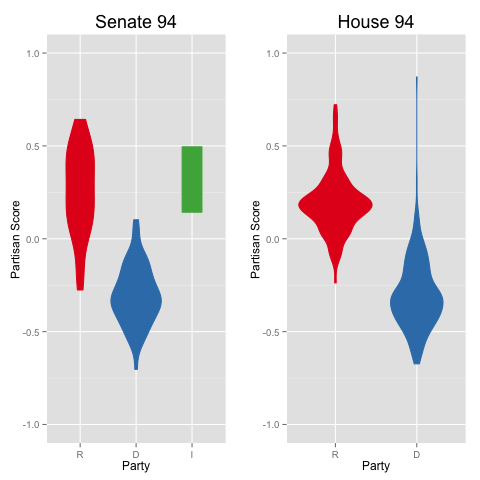 Senate 94
Partisan Score
1.0
0.5
0.0
-0.5
-1.0
R D I
Party
House 94
Partisan Score
1.0
0.5
0.0
-0.5
-1.0
R D
Party